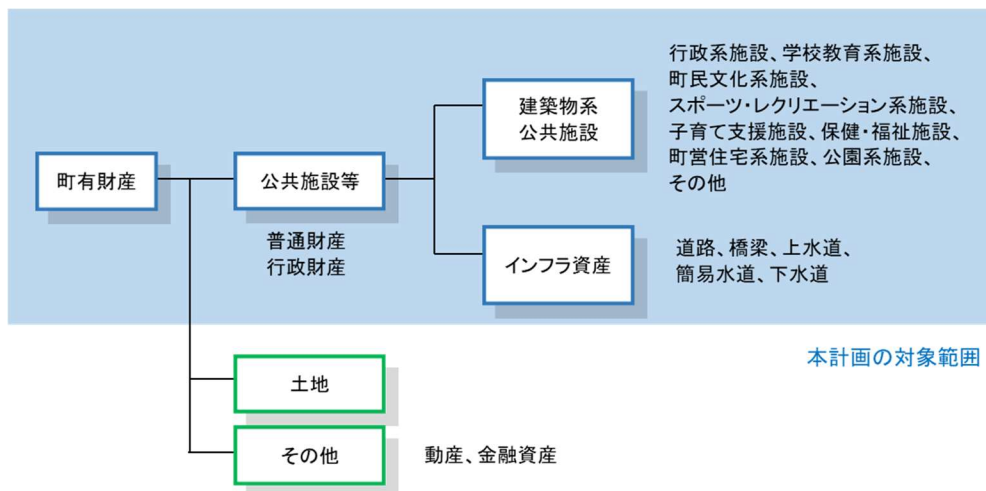 町有財産
公共施設等
普通財産
行政財産
建築物系
公共施設
行政系施設、学校教育系施設、
町民文化系施設、
スポーツ・レクリエーション系施設、
子育て支援施設、保健・福祉施設、
町営住宅系施設、公園系施設、
その他
インフラ資産
道路、橋梁、上水道、
簡易水道、下水道
本計画の対象範囲
土地
その他
動産、金融資産